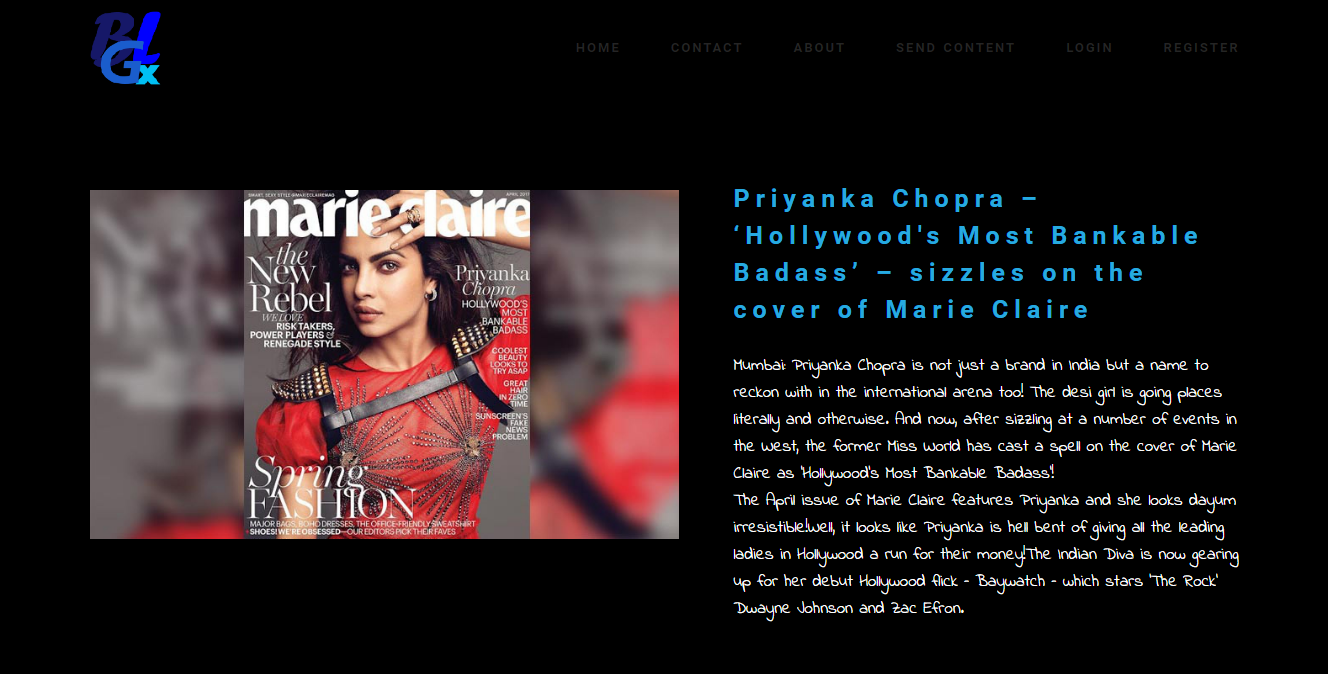 BLGx
HOME CONTACT ABOUT SEND CONTENT LOGIN REGISTER
SMART, SEXY STYLE @MARIECLAIREMAG APRIL 2017
marie claire
the
New
Rebel
WE LOVE
RISK TAKERS,
POWER PLAYERS &
RENEGADE STYLE
Priyanka
Chopra
HOLLYWOOD'S
MOST
BANKABLE
BADASS
COOLEST
BEAUTY
LOOKS TO
TRY ASAP
GREAT
HAIR
IN ZERO
TIME
SUNSCREEN'S
FAKE
NEWS
PROBLEM
Spring
FASHION
MAJOR BAGS, BOHO DRESSES, THE OFFICE-FRIENDLY SWEATSHIRT
SHOES! WE'RE OBSESSED—OUR EDITORS PICK THEIR FAVES
Priyanka Chopra –
‘Hollywood's Most Bankable
Badass’ – sizzles on the
cover of Marie Claire
Mumbai: Priyanka Chopra is not just a brand in India but a name to
reckon with in the international arena too! The desi girl is going places
literally and otherwise. And now, after sizzling at a number of events in
the West, the former Miss World has cast a spell on the cover of Marie
Claire as 'Hollywood's Most Bankable Badass'!
The April issue of Marie Claire features Priyanka and she looks dayum
irresistible!Well, it looks like Priyanka is hell bent of giving all the leading
ladies in Hollywood a run for their money!The Indian Diva is now gearing
up for her debut Hollywood flick - Baywatch - which stars 'The Rock'
Dwayne Johnson and Zac Efron.